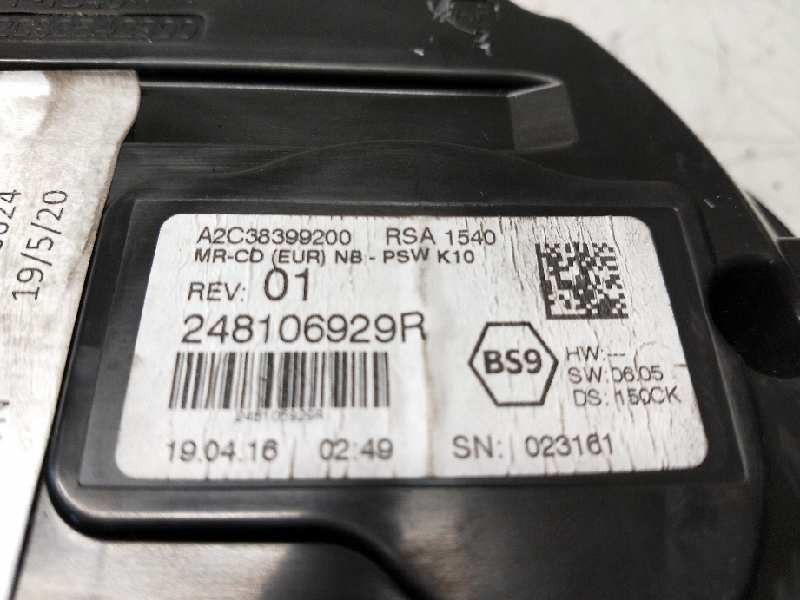 A2C38399200 RSA 1540
MR-CD (EUR) NB - PSW K10
REV: 01
248106929R
BS9
HW:---
SW:06.05
DS:150CK
248106929R
19.04.16 02:49 SN: 023161
19/5/20